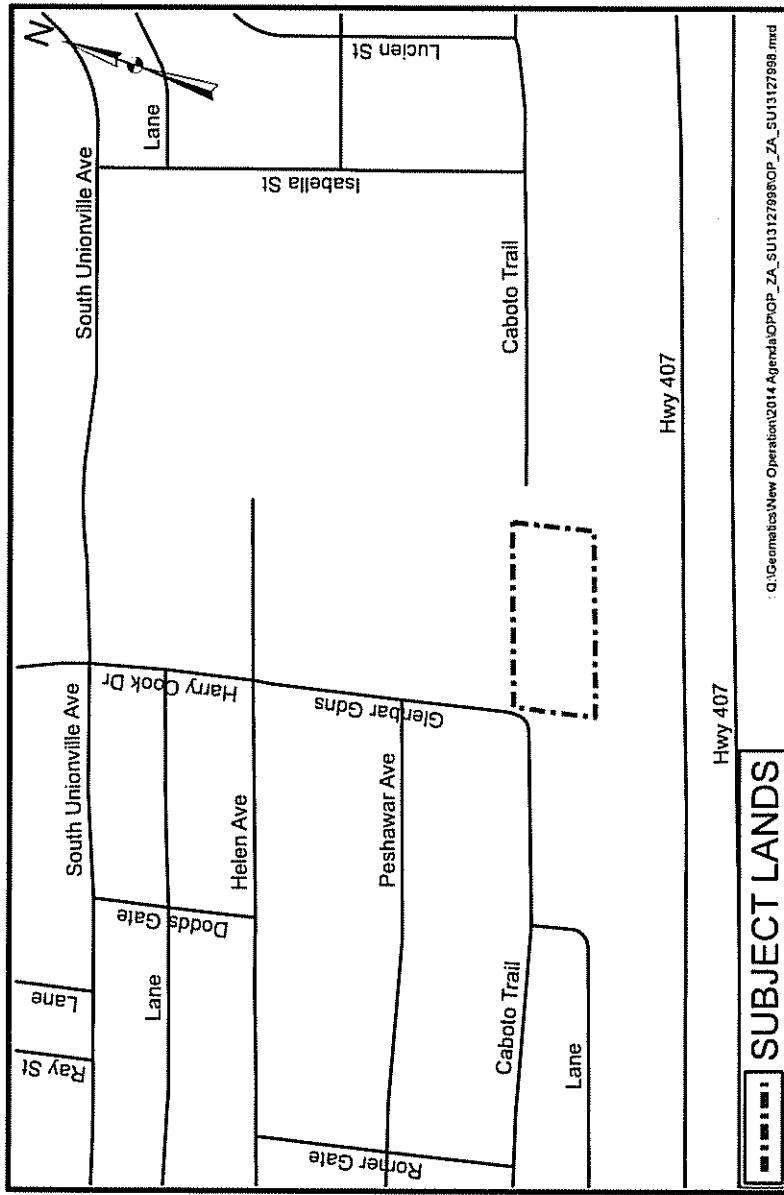 N
South Unionville Ave
Lane
Lucien St
Isabella St
Caboto Trail
Hwy 407
South Unionville Ave
Harry Cook Dr
Helen Ave
Glenbar Gdns
Peshawar Ave
Dodds Gate
Lane
Lane
Ray St
Romer Gate
Caboto Trail
Lane
Hwy 407
SUBJECT LANDS
Q:\Geomatics\New Operation\2014 Agenda\OP\OP_ZA_SU13127998\OP_ZA_SU13127998.mxd